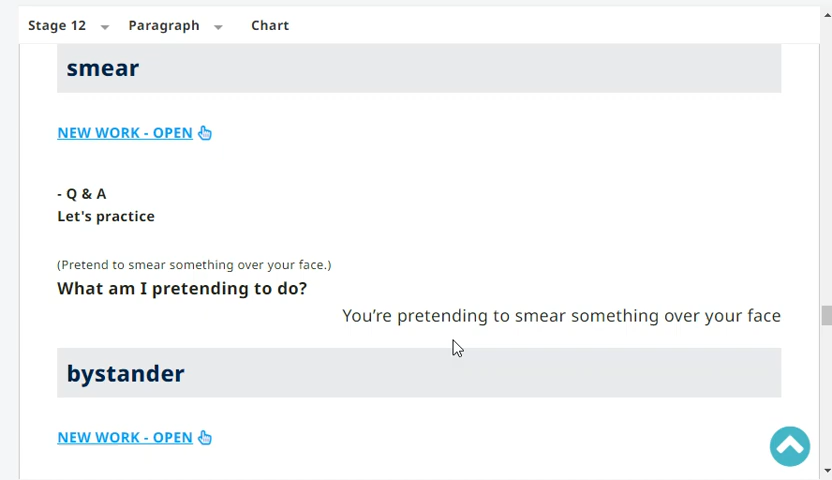 Stage 12 Paragraph Chart
smear
NEW WORK - OPEN
- Q & A
Let's practice
(Pretend to smear something over your face.)
What am I pretending to do?
You’re pretending to smear something over your face
bystander
NEW WORK - OPEN